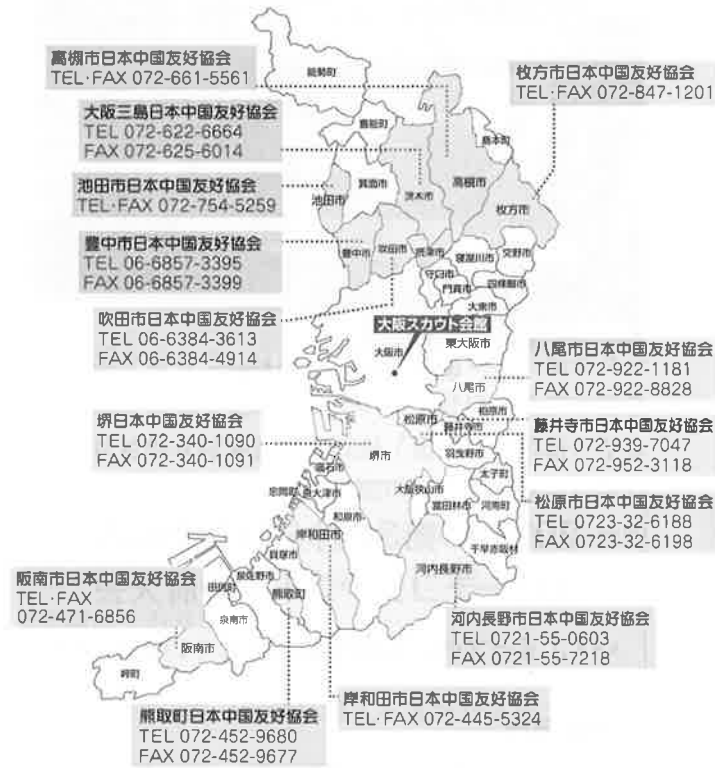 高槻市日本中国友好協会
TEL·FAX 072-661-5561
大阪三島日本中国友好協会
TEL 072-622-6664
FAX 072-625-6014
池田市日本中国友好協会
TEL·FAX 072-754-5259
豊中市日本中国友好協会
TEL 06-6857-3395
FAX 06-6857-3399
吹田市日本中国友好協会
TEL 06-6384-3613
FAX 06-6384-4914
堺日本中国友好協会
TEL 072-340-1090
FAX 072-340-1091
阪南市日本中国友好協会
TEL·FAX
072-471-6856
熊取町日本中国友好協会
TEL 072-452-9680
FAX 072-452-9677
枚方市日本中国友好協会
TEL·FAX 072-847-1201
八尾市日本中国友好協会
TEL 072-922-1181
FAX 072-922-8828
藤井寺市日本中国友好協会
TEL 072-939-7047
FAX 072-952-3118
松原市日本中国友好協会
TEL 0723-32-6188
FAX 0723-32-6198
河内長野市日本中国友好協会
TEL 0721-55-0603
FAX 0721-55-7218
岸和田市日本中国友好協会
TEL·FAX 072-445-5324
能勢町
豊能町
島本町
池田市
箕面市
茨木市
高槻市
枚方市
豊中市
吹田市
摂津市
寝屋川市
交野市
守口市
門真市
四條畷市
大東市
大阪スカウト会館
大阪市
東大阪市
八尾市
松原市
柏原市
藤井寺市
堺市
羽曳野市
高石市
太子町
忠岡町
泉大津市
大阪狭山市
富田林市
河南町
和泉市
岸和田市
千早赤阪村
貝塚市
河内長野市
泉佐野市
田尻町
熊取町
泉南市
阪南市
岬町